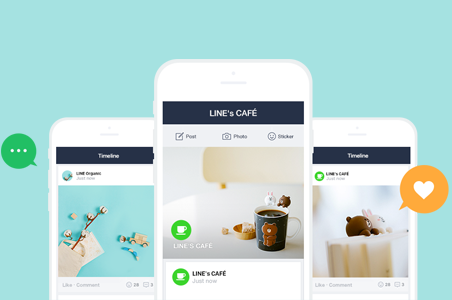 LINE's CAFÉ
Post
Photo
Sticker
LINE'S CAFÉ
LINE's CAFÉ
Just now
Timeline
LINE Organic
Just now
Like · Comment
28
3
Timeline
LINE's CAFÉ
Just now
Like · Comment
28
3